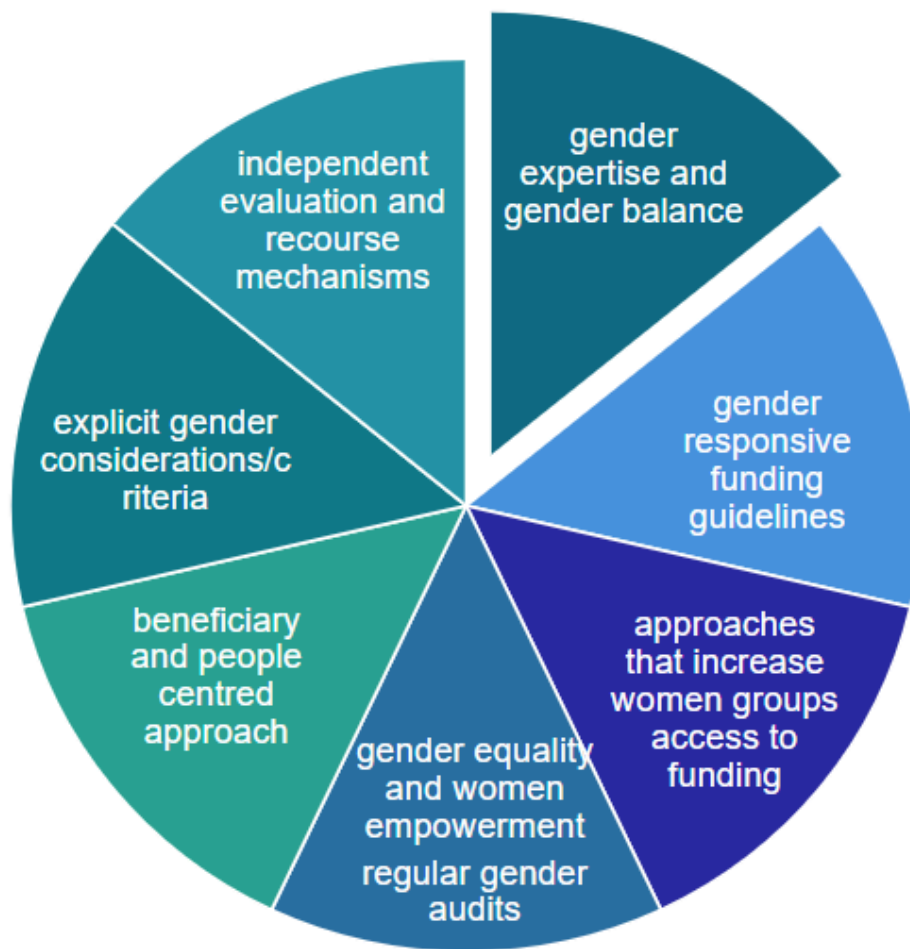 gender
expertise and
gender balance
gender
responsive
funding
guidelines
approaches
that increase
women groups
access to
funding
gender equality
and women
empowerment
regular gender
audits
beneficiary
and people
centred
approach
explicit gender
considerations/c
riteria
independent
evaluation and
recourse
mechanisms